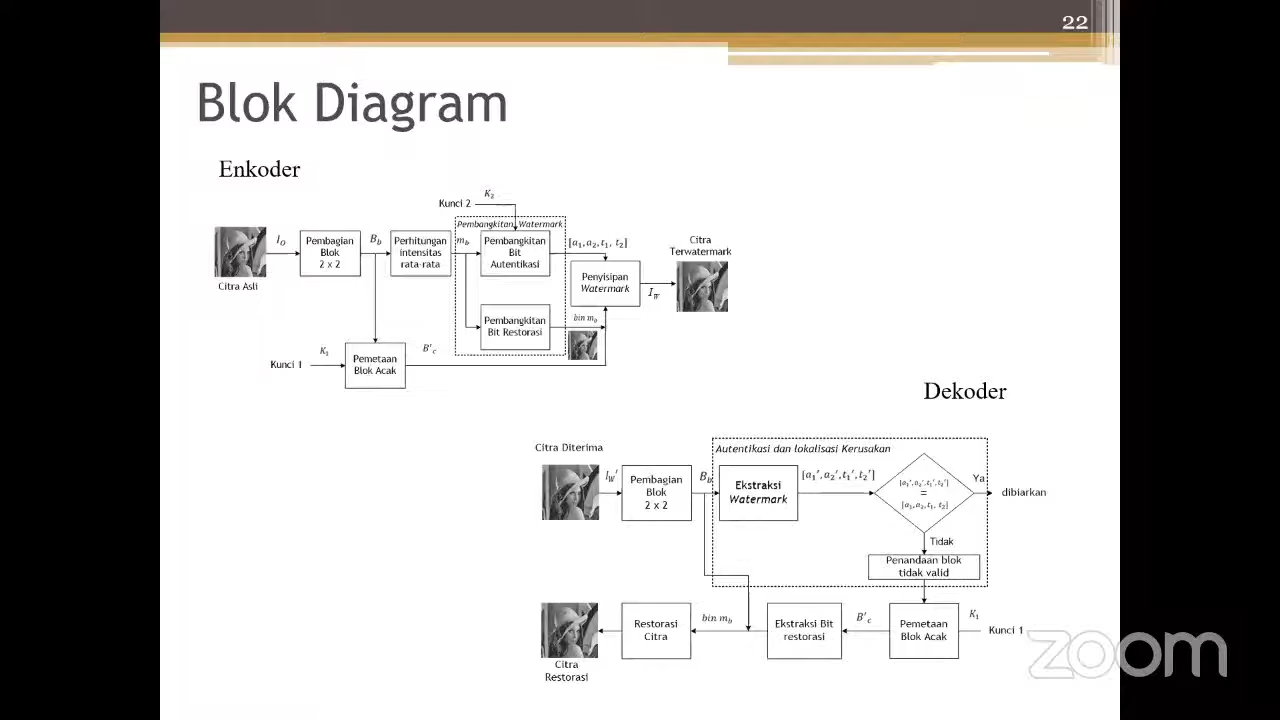 22
Blok Diagram
Enkoder
Kunci 2
K₂
Pembangkitan Watermark
I_O
Pembagian
Blok
2 x 2
B_b
Perhitungan
intensitas
rata-rata
m_b
Pembangkitan
Bit
Autentikasi
[a₁, a₂, t₁, t₂]
Penyisipan
Watermark
I_W
Citra
Terwatermark
Citra Asli
Pembangkitan
Bit Restorasi
bin m_b
Kunci 1
K₁
Pemetaan
Blok Acak
B'_c
Dekoder
Citra Diterima
I_W'
Pembagian
Blok
2 x 2
B_b
Autentikasi dan lokalisasi Kerusakan
Ekstraksi
Watermark
[a₁', a₂', t₁', t₂']
[a₁', a₂', t₁', t₂']
=
[a₁, a₂, t₁, t₂]
Ya
dibiarkan
Tidak
Penandaan blok
tidak valid
Citra
Restorasi
Restorasi
Citra
bin m_b
Ekstraksi Bit
restorasi
B'_c
Pemetaan
Blok Acak
K₁
Kunci 1
zoom